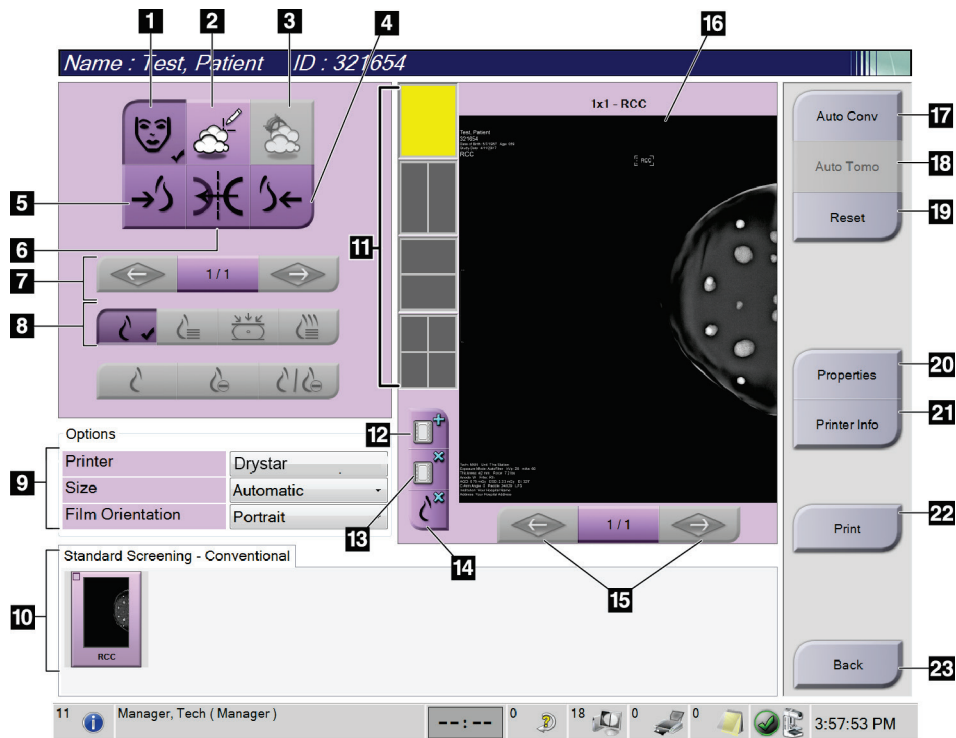 1
2
3
4
16
Name : Test, Patient ID : 321654
1x1 - RCC
Test, Patient
321654
RCC
RCC
5
6
7
1 / 1
8
11
Options
9
Printer
Drystar
Size
Automatic
Film Orientation
Portrait
12
13
14
1 / 1
15
10
Standard Screening - Conventional
RCC
Auto Conv
17
Auto Tomo
18
Reset
19
Properties
20
Printer Info
21
Print
22
Back
23
11
Manager, Tech ( Manager )
--:--
0
18
0
0
3:57:53 PM